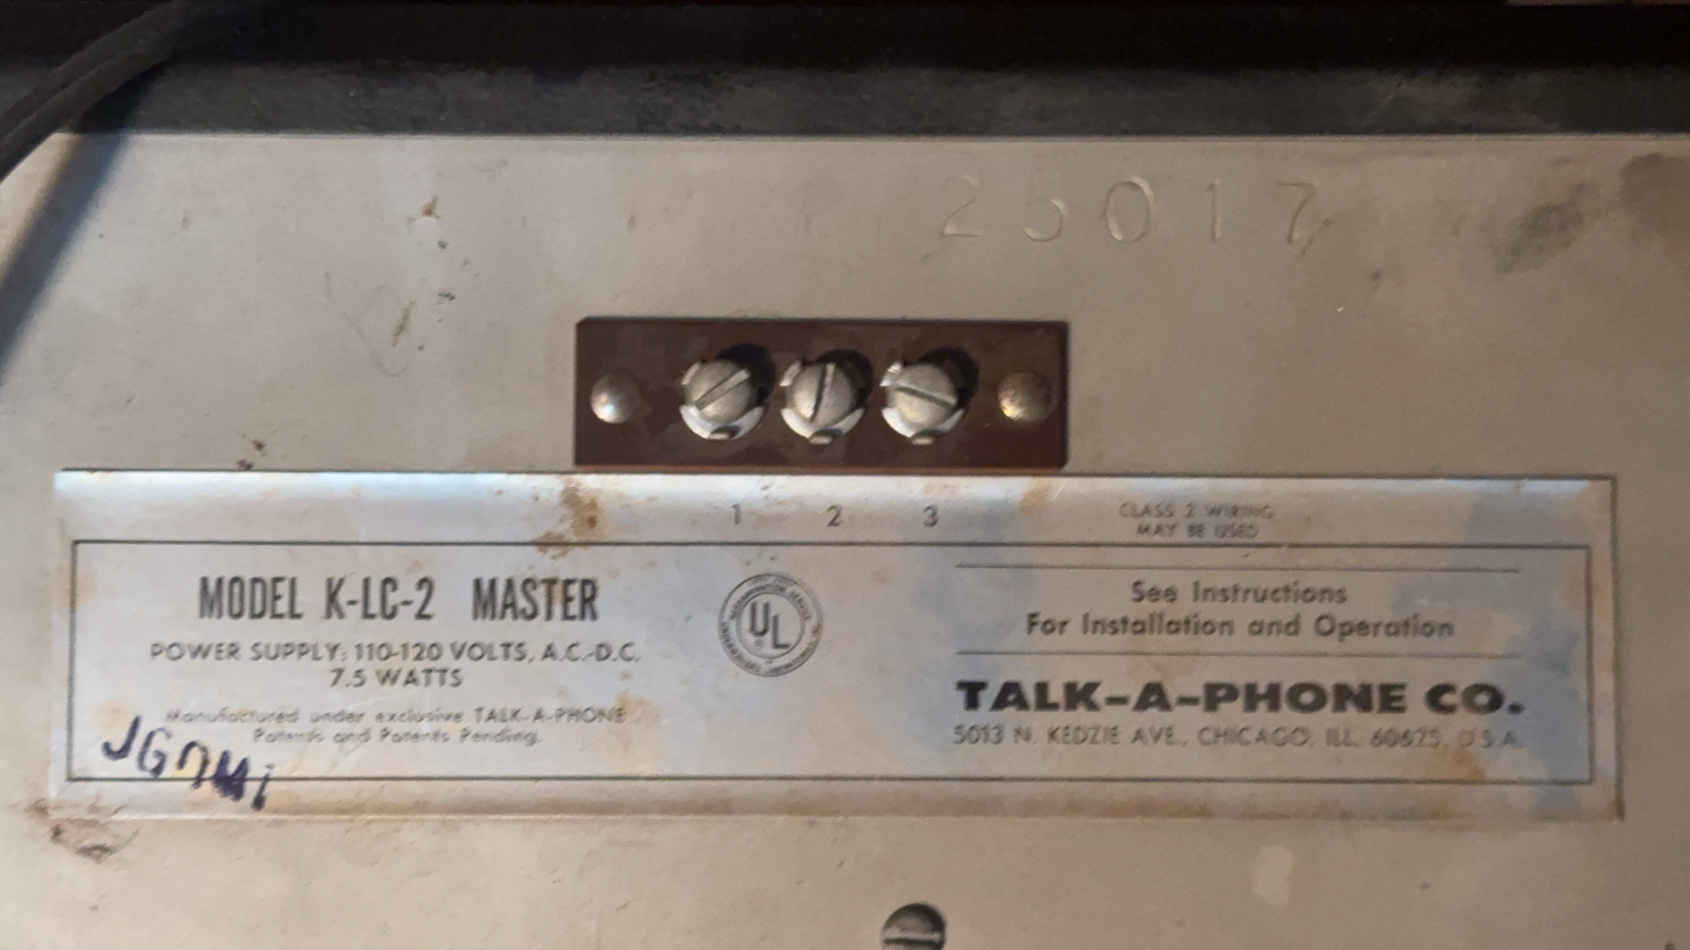 25017
1 2 3
CLASS 2 WIRING
MAY BE USED
MODEL K-LC-2 MASTER
POWER SUPPLY: 110-120 VOLTS, A.C.-D.C.
7.5 WATTS
Manufactured under exclusive TALK-A-PHONE
Patents and Patents Pending.
UL
See Instructions
For Installation and Operation
TALK-A-PHONE CO.
5013 N. KEDZIE AVE., CHICAGO, ILL. 60625, U.S.A.